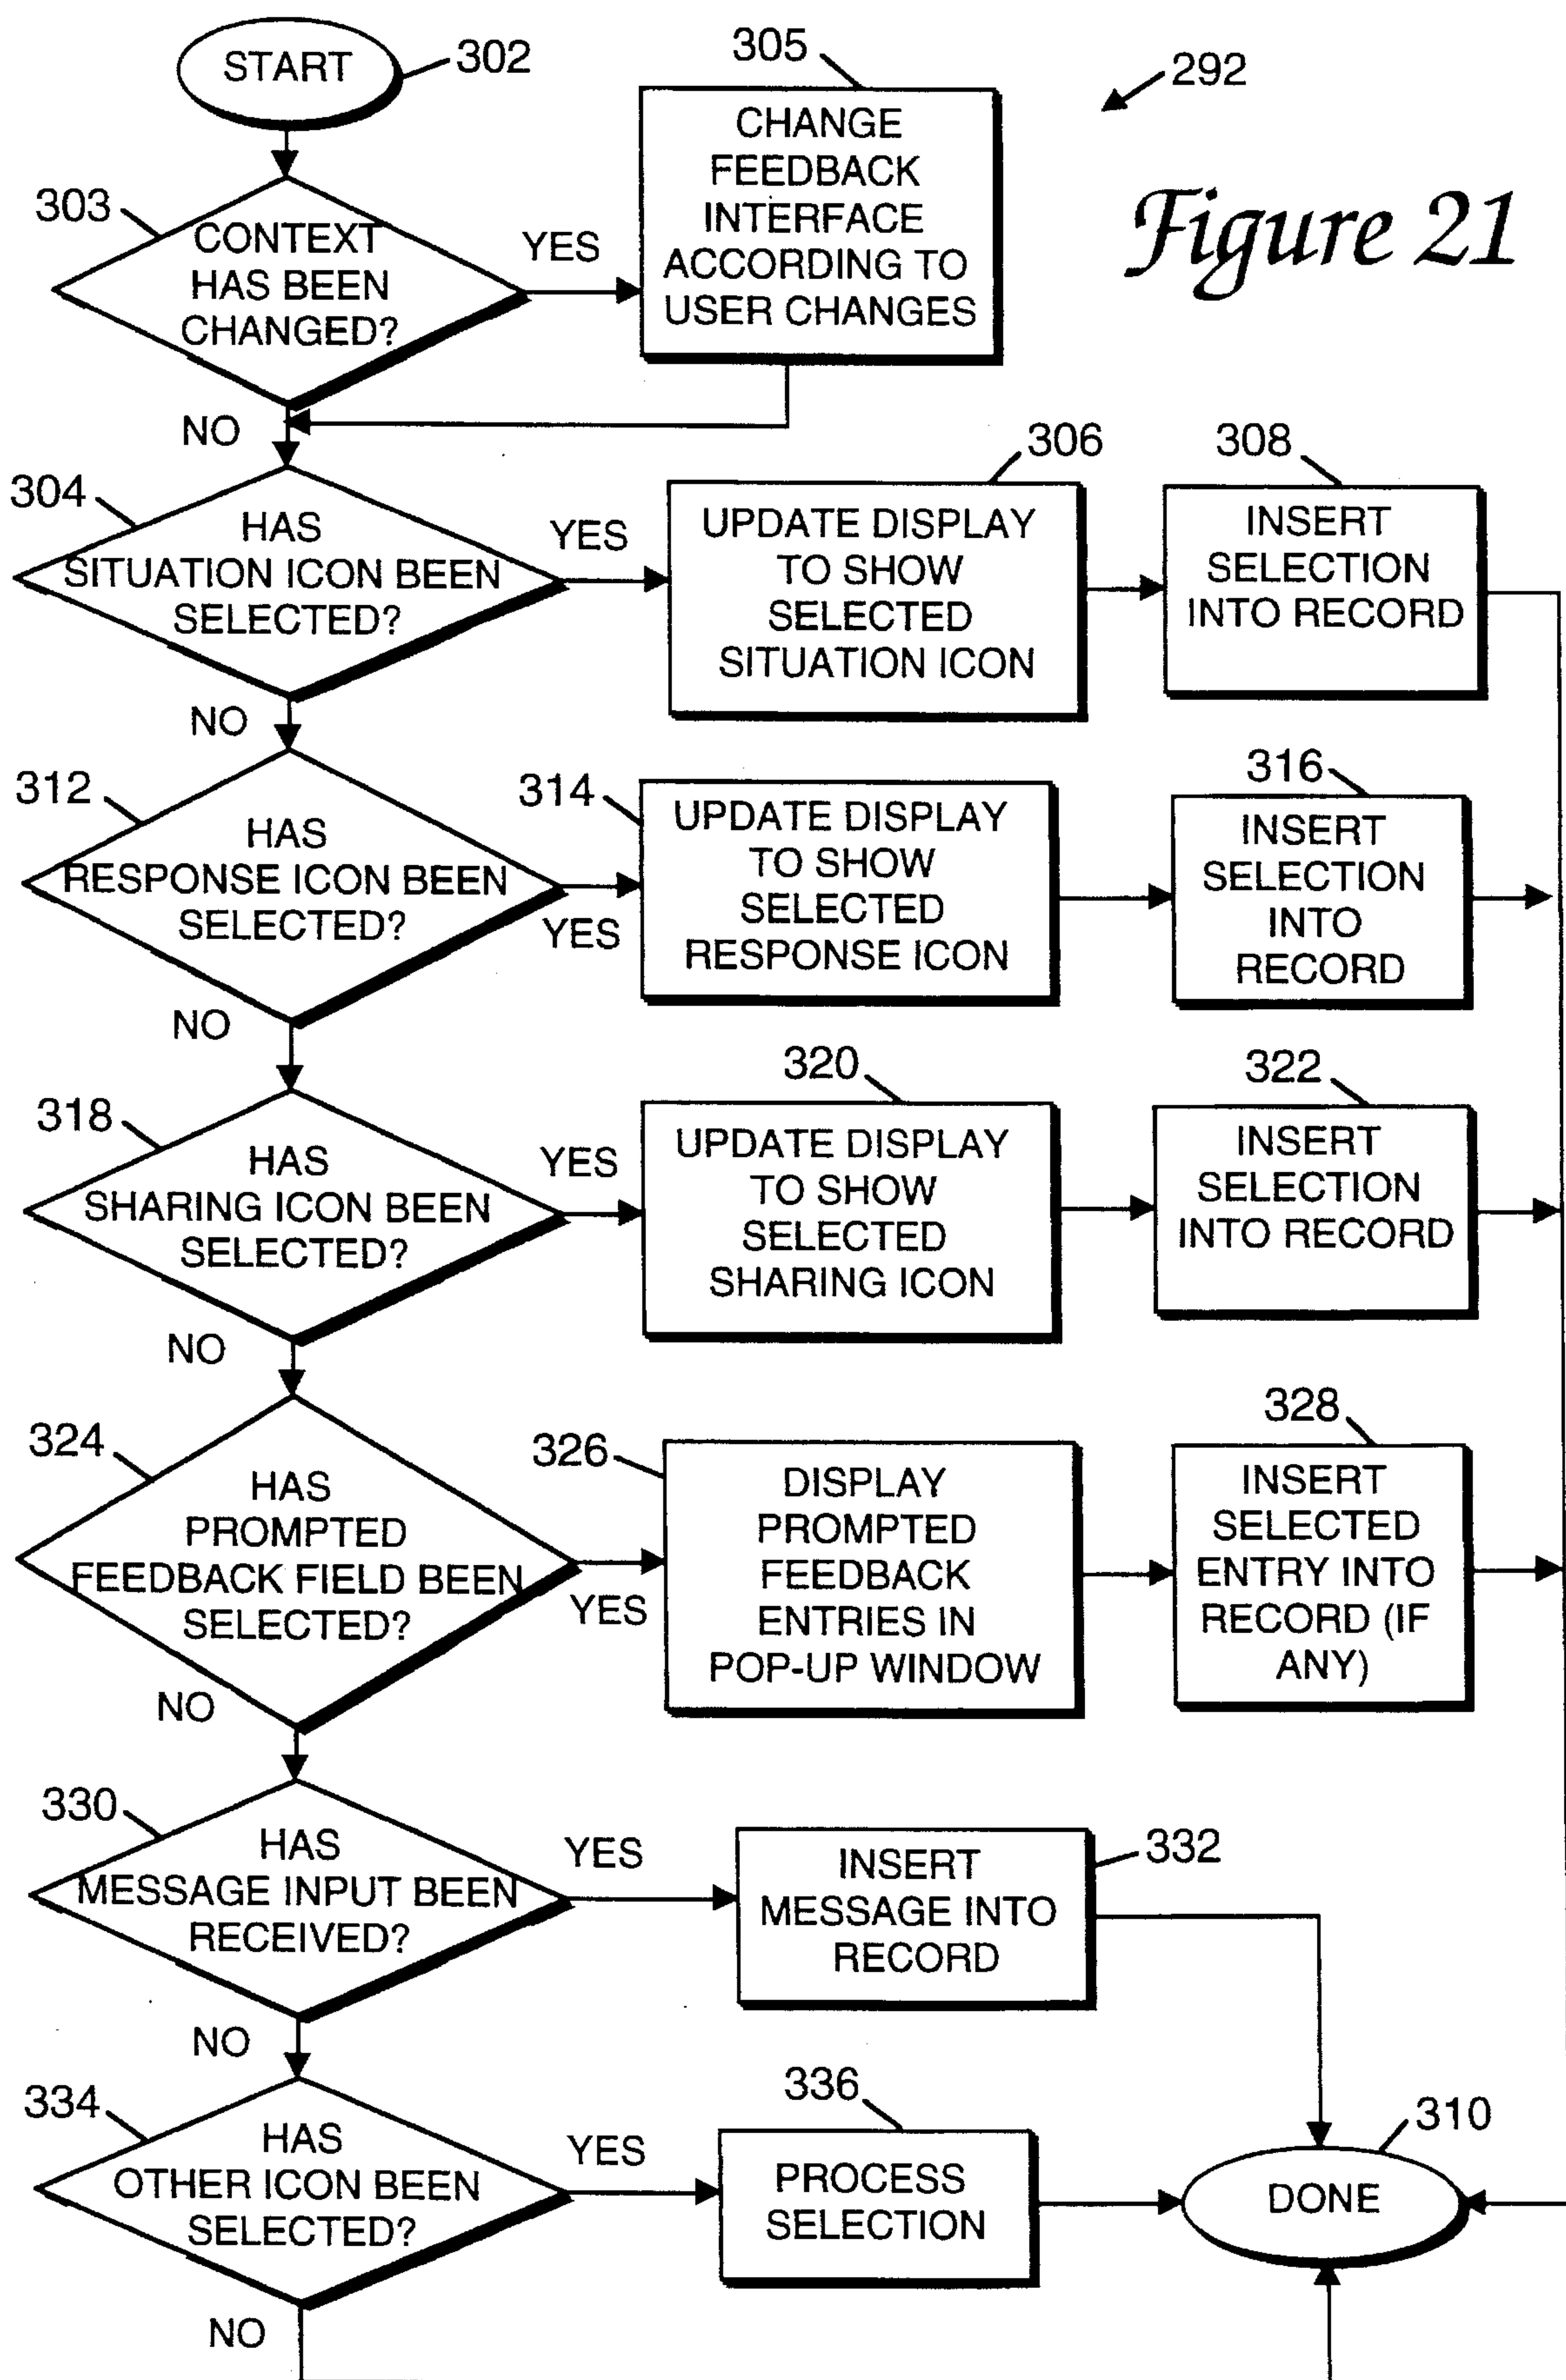 START
302
305
292
Figure 21
303
CONTEXT
HAS BEEN
CHANGED?
YES
CHANGE
FEEDBACK
INTERFACE
ACCORDING TO
USER CHANGES
NO
304
HAS
SITUATION ICON BEEN
SELECTED?
YES
306
UPDATE DISPLAY
TO SHOW
SELECTED
SITUATION ICON
308
INSERT
SELECTION
INTO RECORD
NO
312
HAS
RESPONSE ICON BEEN
SELECTED?
YES
314
UPDATE DISPLAY
TO SHOW
SELECTED
RESPONSE ICON
316
INSERT
SELECTION
INTO
RECORD
NO
318
HAS
SHARING ICON BEEN
SELECTED?
YES
320
UPDATE DISPLAY
TO SHOW
SELECTED
SHARING ICON
322
INSERT
SELECTION
INTO RECORD
NO
324
HAS
PROMPTED
FEEDBACK FIELD BEEN
SELECTED?
YES
326
DISPLAY
PROMPTED
FEEDBACK
ENTRIES IN
POP-UP WINDOW
328
INSERT
SELECTED
ENTRY INTO
RECORD (IF
ANY)
NO
330
HAS
MESSAGE INPUT BEEN
RECEIVED?
YES
INSERT
MESSAGE INTO
RECORD
332
NO
334
HAS
OTHER ICON BEEN
SELECTED?
YES
336
PROCESS
SELECTION
310
DONE
NO